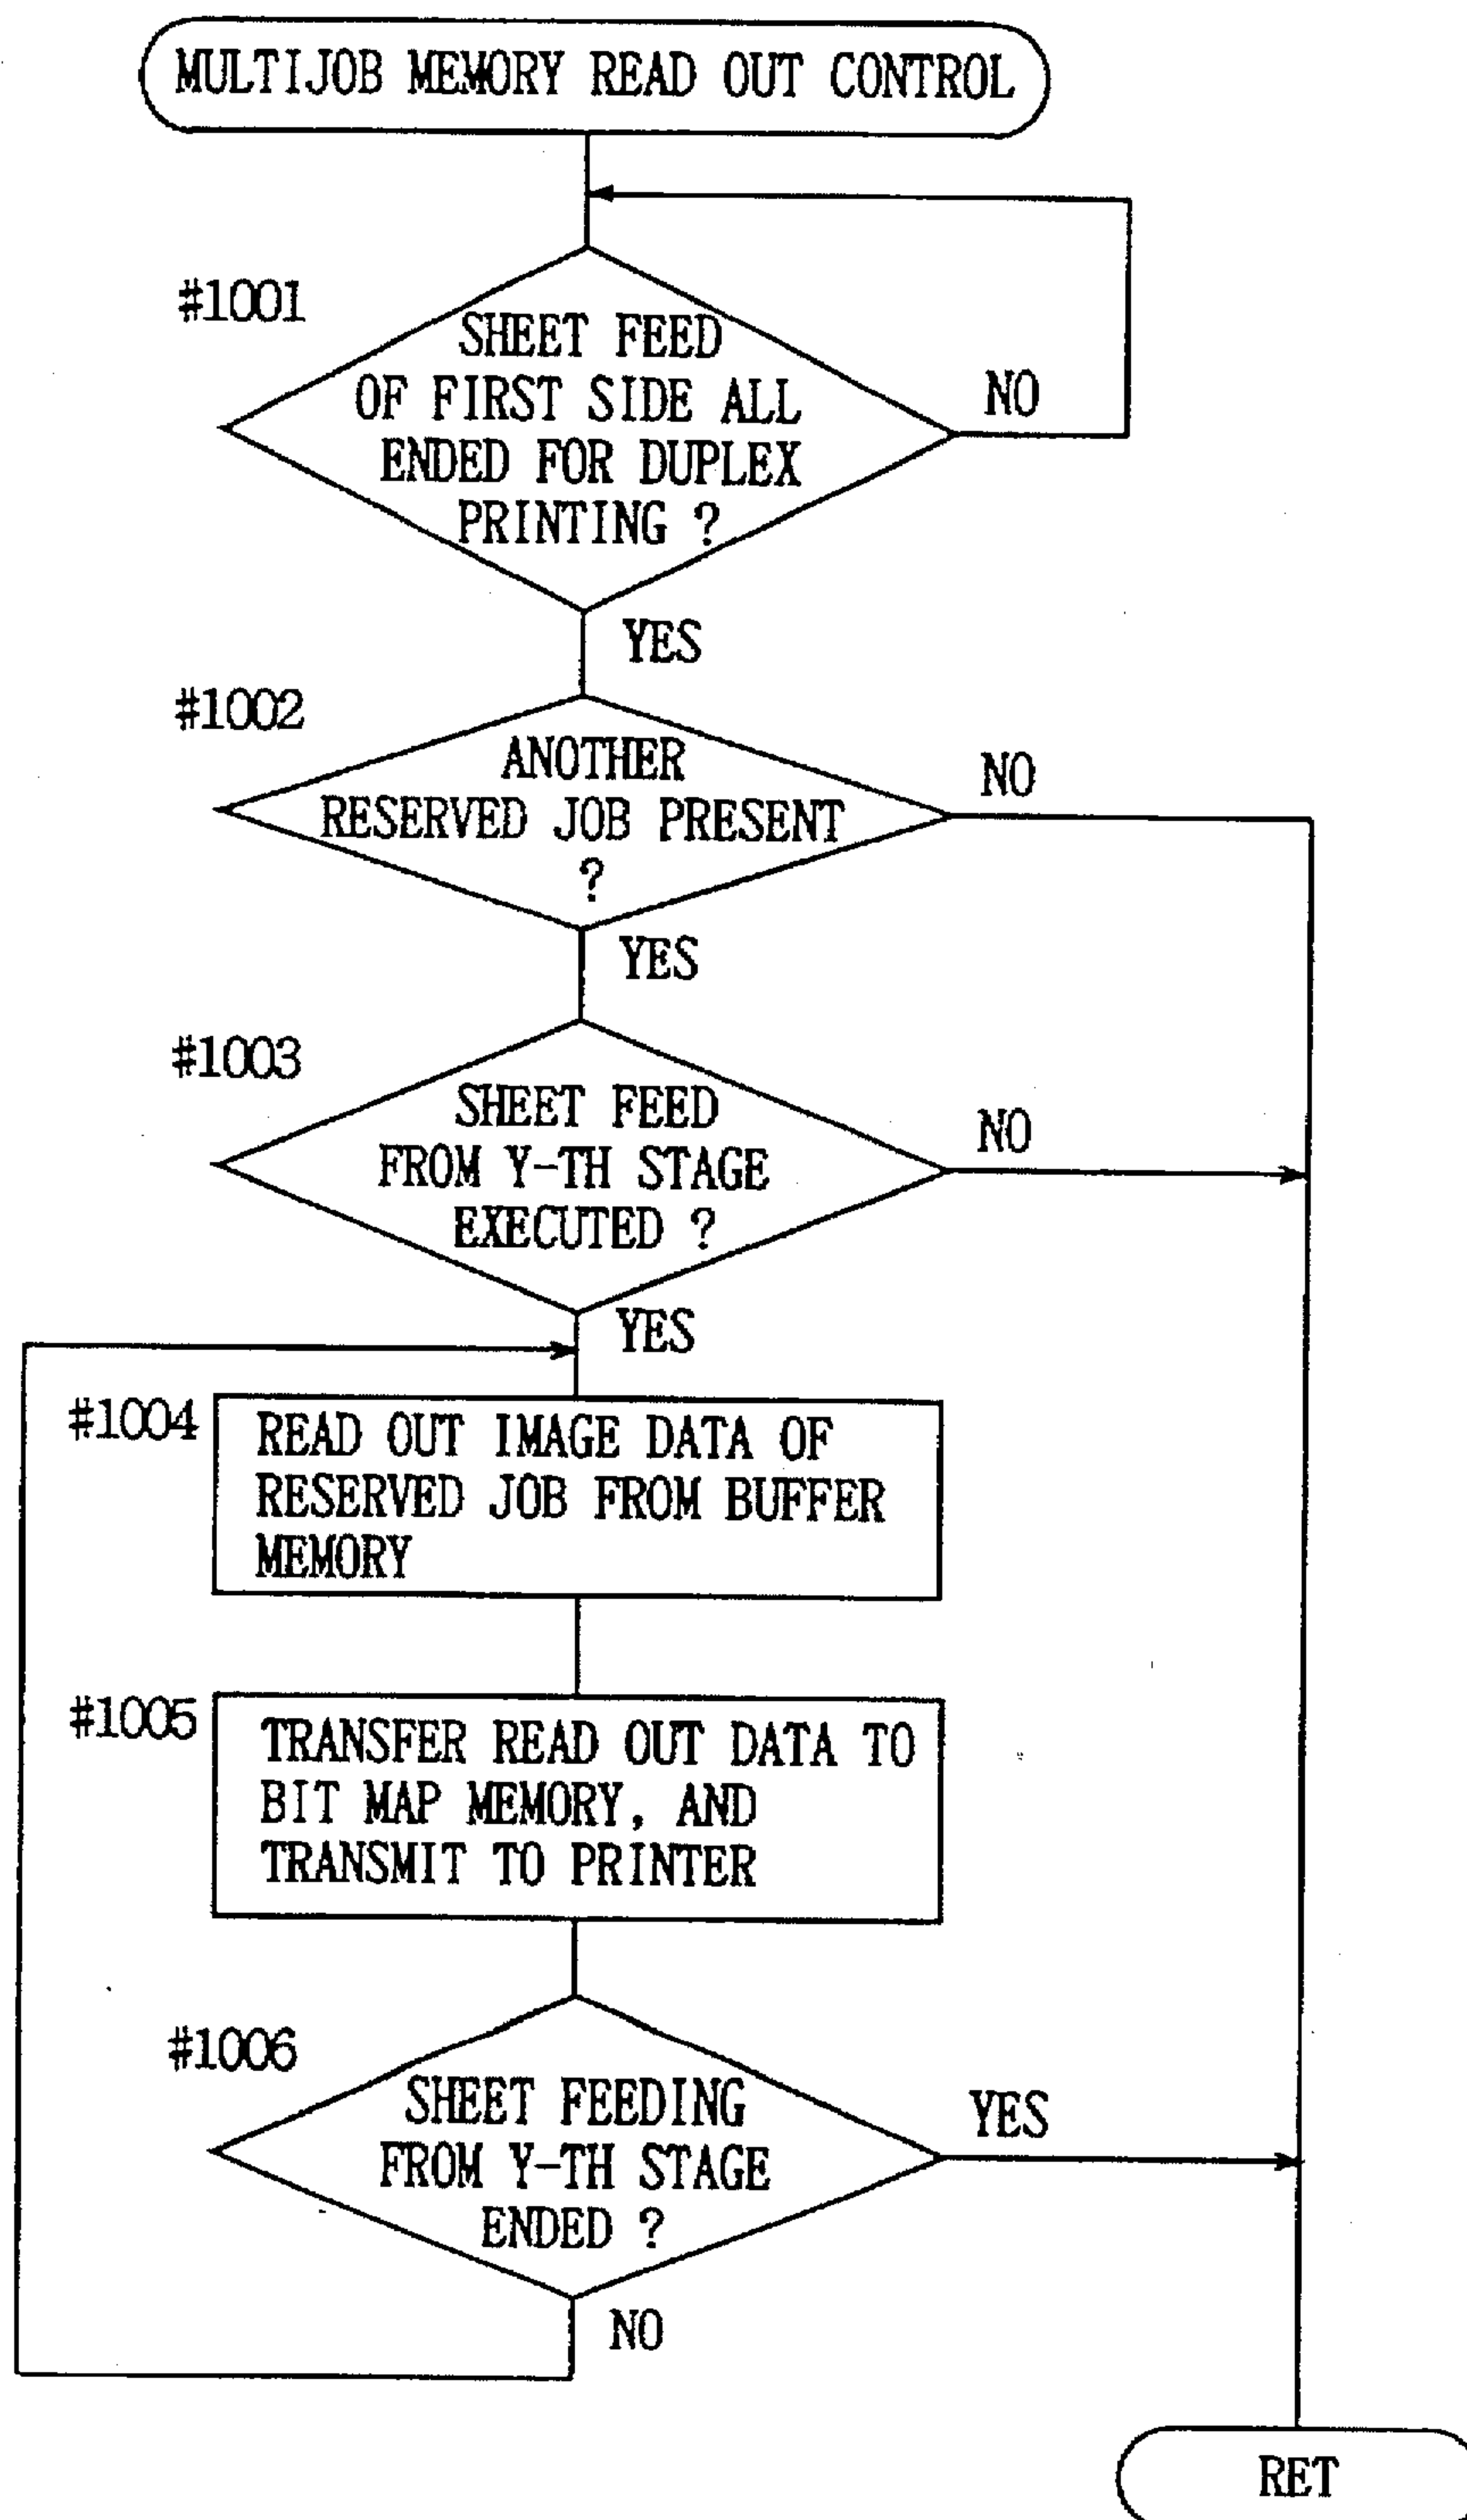 MULTIJOB MEMORY READ OUT CONTROL
#1001
SHEET FEED
OF FIRST SIDE ALL
ENDED FOR DUPLEX
PRINTING ?
NO
YES
#1002
ANOTHER
RESERVED JOB PRESENT
?
NO
YES
#1003
SHEET FEED
FROM Y-TH STAGE
EXECUTED ?
NO
YES
#1004
READ OUT IMAGE DATA OF
RESERVED JOB FROM BUFFER
MEMORY
#1005
TRANSFER READ OUT DATA TO
BIT MAP MEMORY, AND
TRANSMIT TO PRINTER
#1006
SHEET FEEDING
FROM Y-TH STAGE
ENDED ?
YES
NO
RET